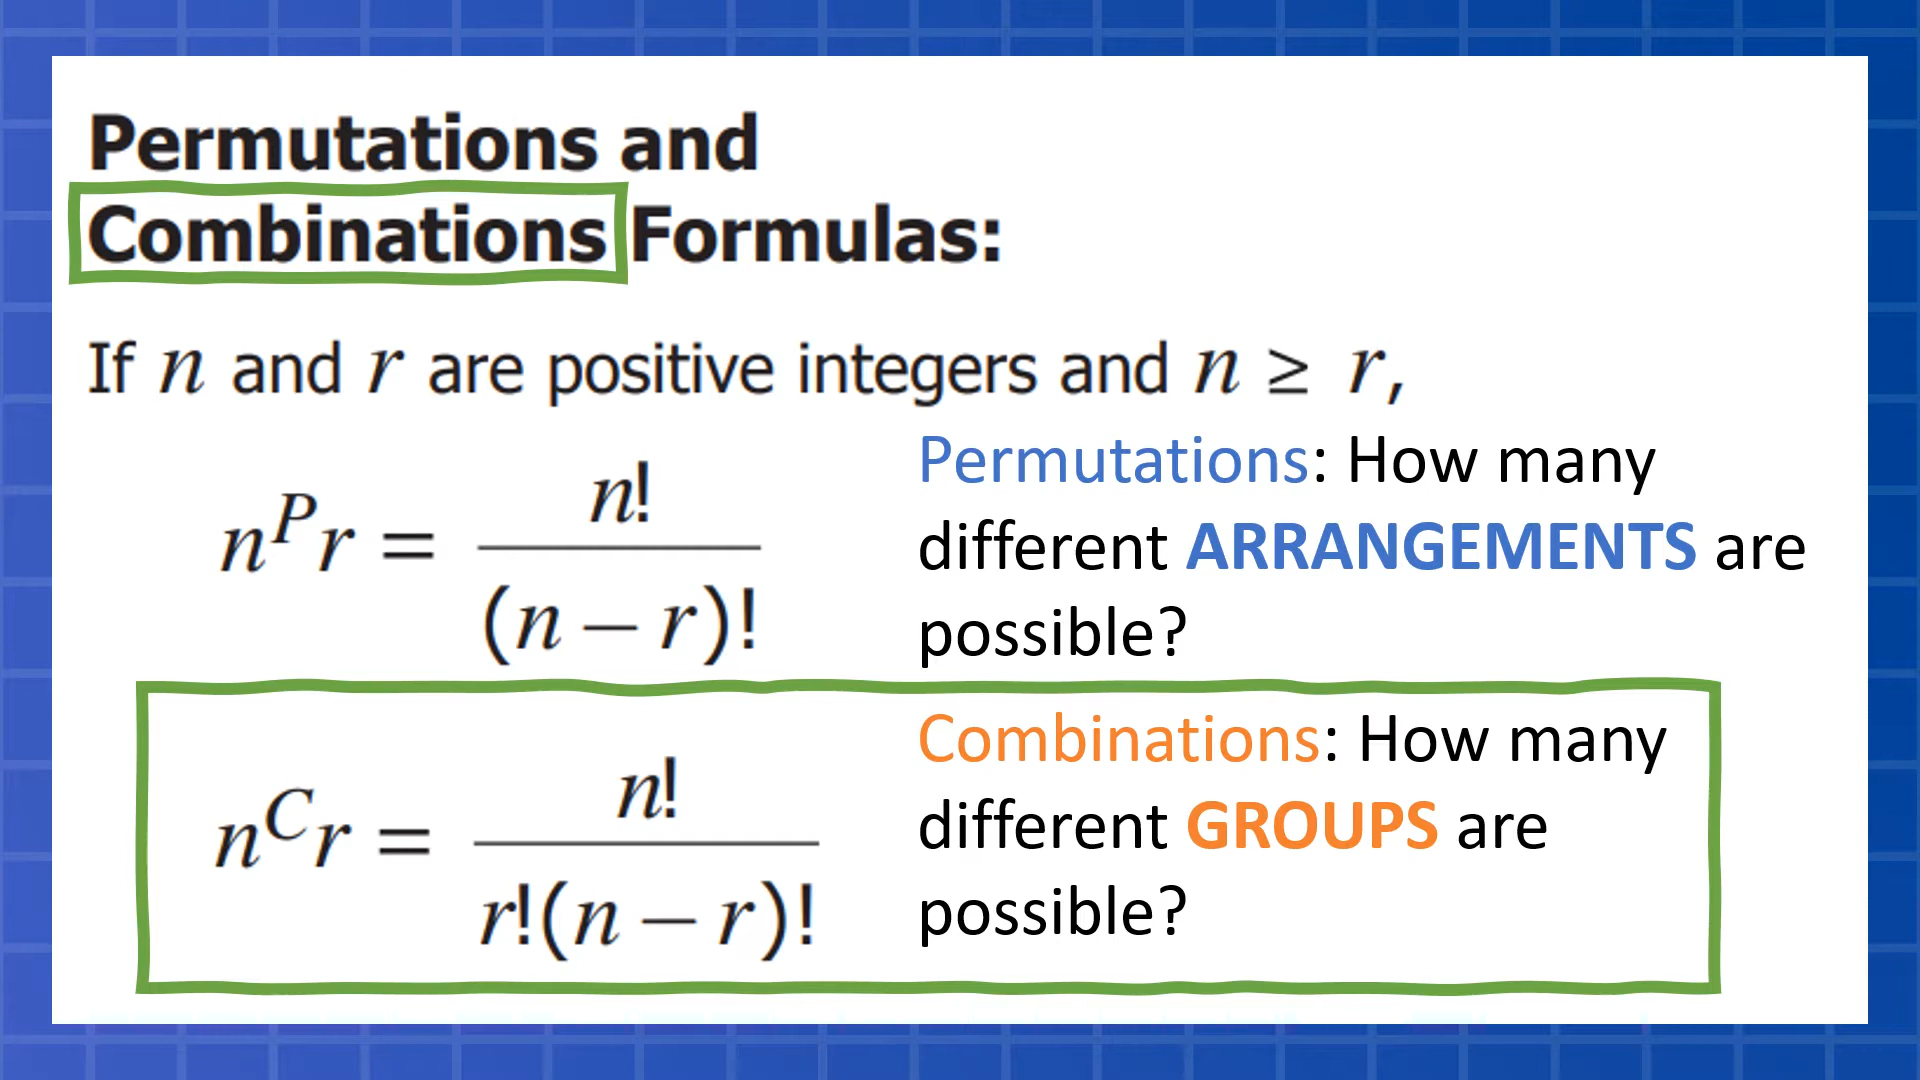 Permutations and
Combinations Formulas:
If n and r are positive integers and n ≥ r,
nPr = n! / (n – r)!
Permutations: How many
different ARRANGEMENTS are
possible?
nCr = n! / r!(n – r)!
Combinations: How many
different GROUPS are
possible?